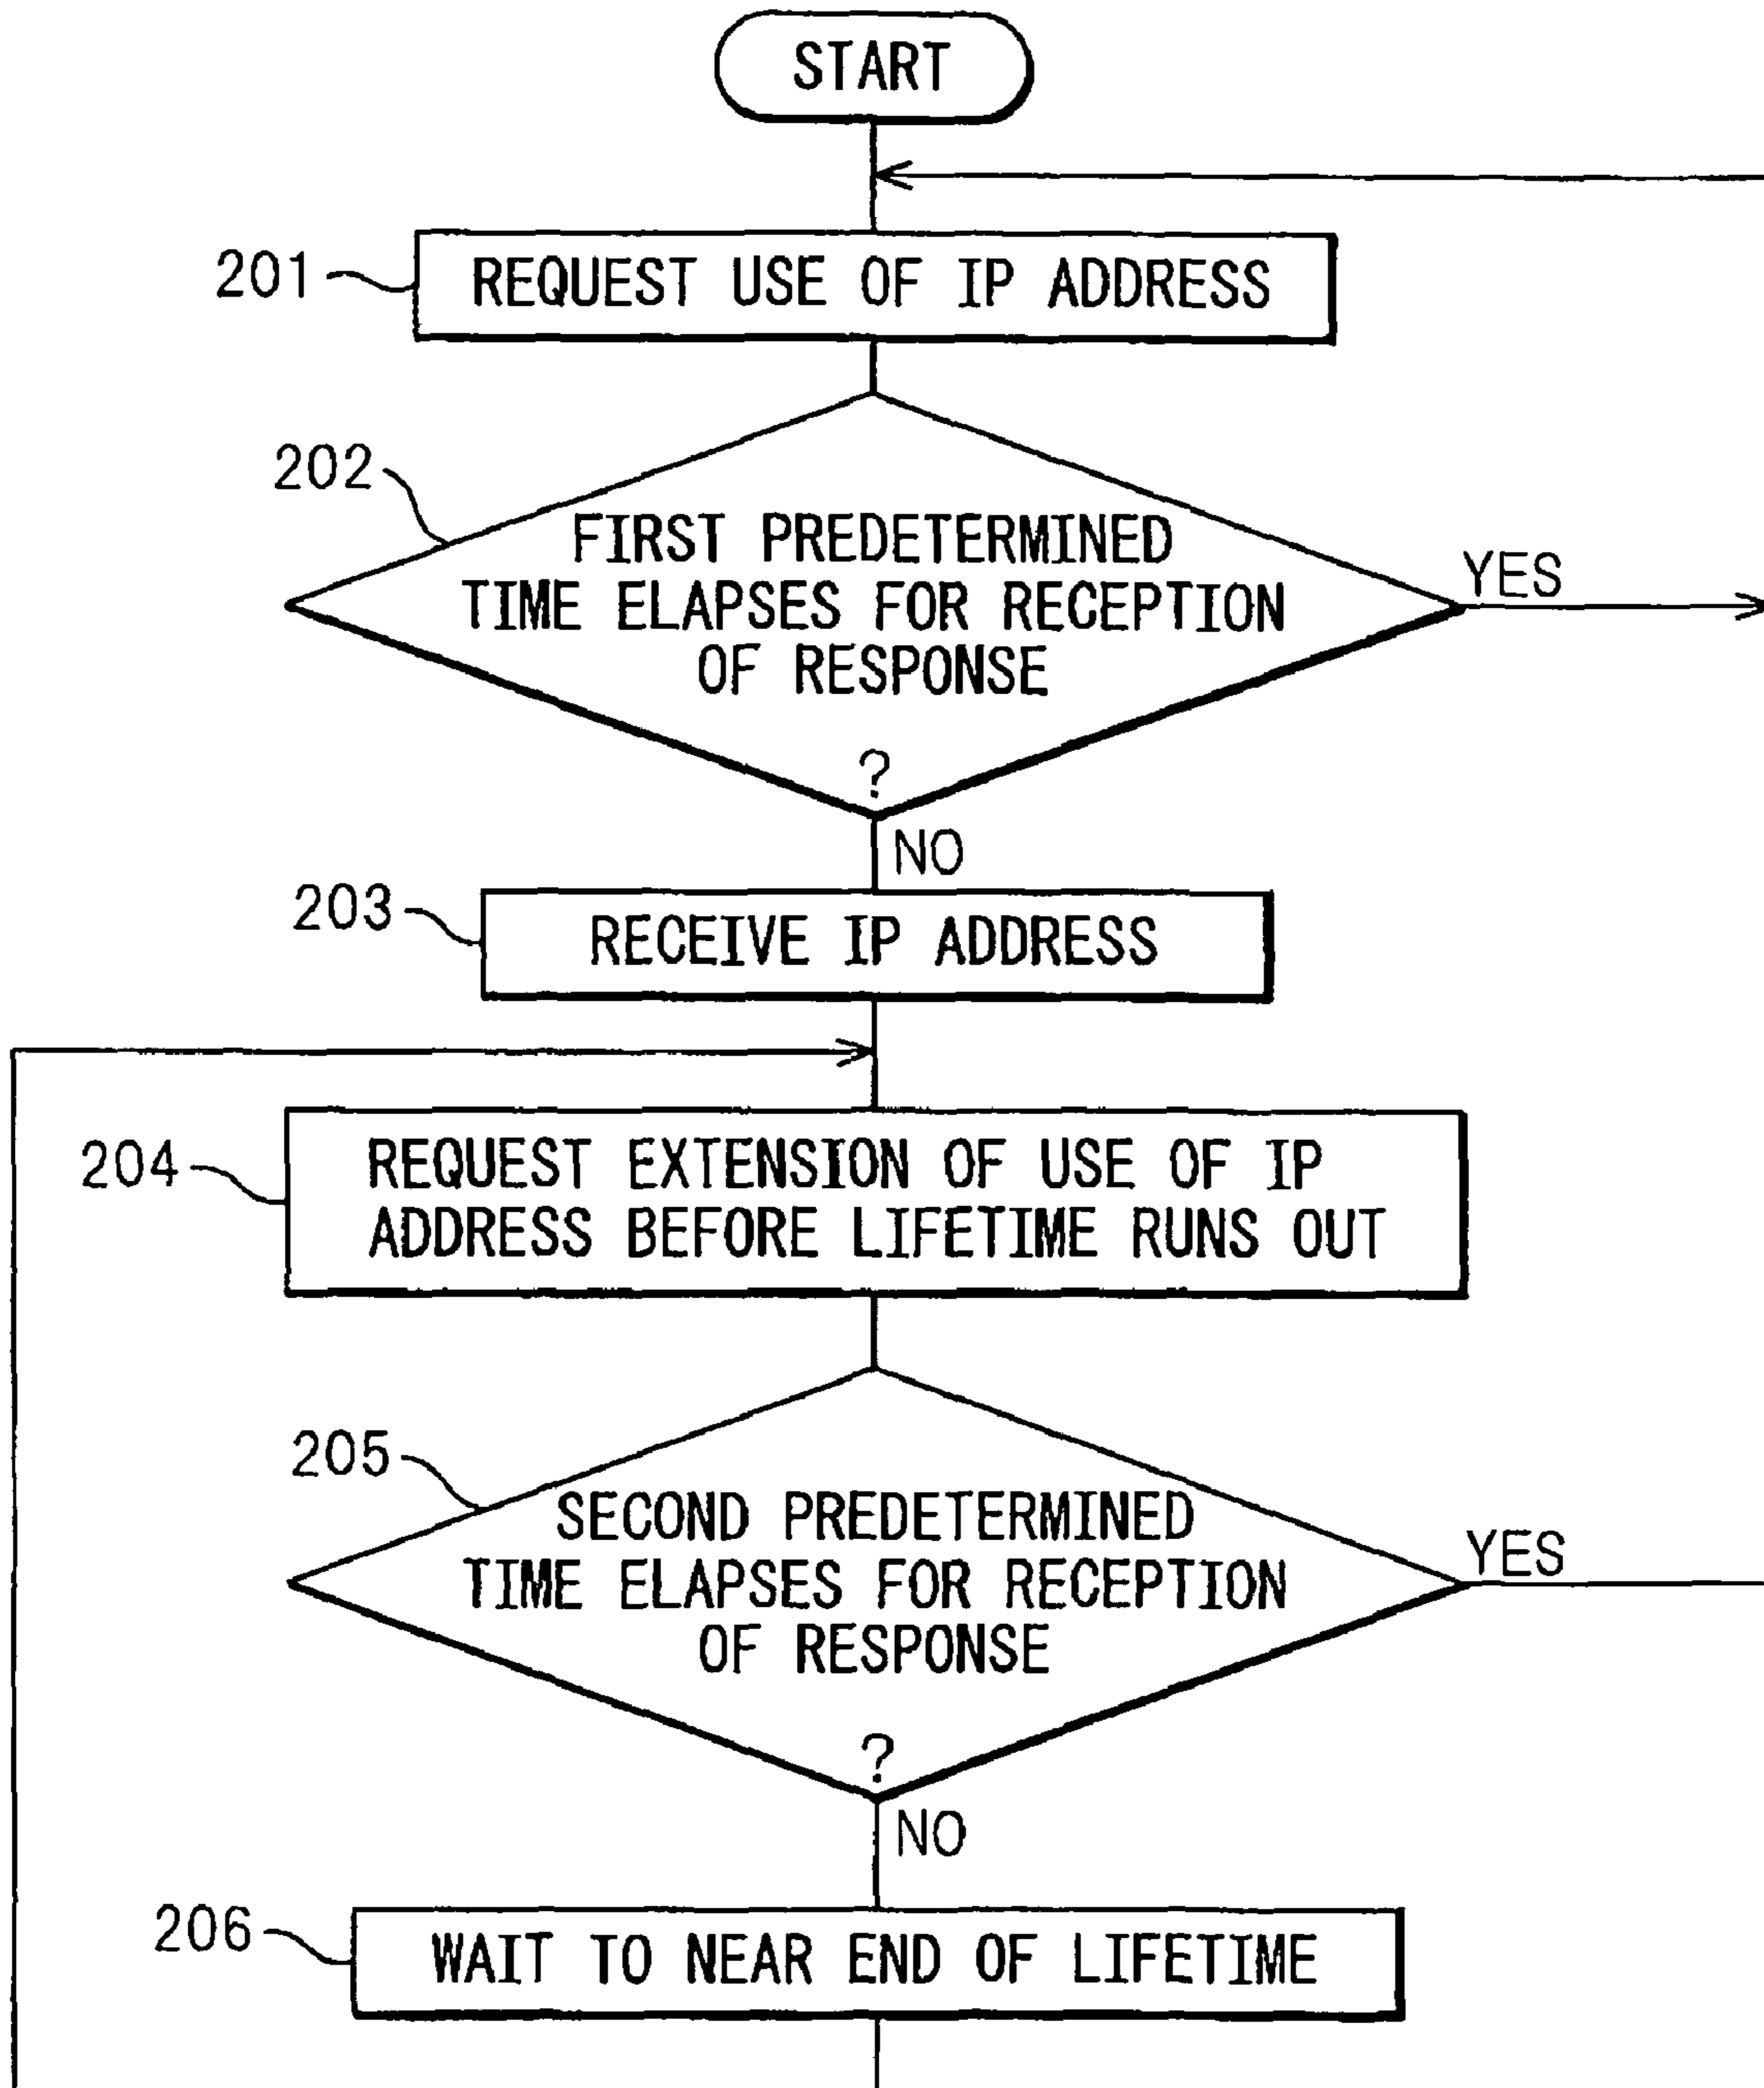 START
201
REQUEST USE OF IP ADDRESS
202
FIRST PREDETERMINED
TIME ELAPSES FOR RECEPTION
OF RESPONSE
?
YES
NO
203
RECEIVE IP ADDRESS
204
REQUEST EXTENSION OF USE OF IP
ADDRESS BEFORE LIFETIME RUNS OUT
205
SECOND PREDETERMINED
TIME ELAPSES FOR RECEPTION
OF RESPONSE
?
YES
NO
206
WAIT TO NEAR END OF LIFETIME